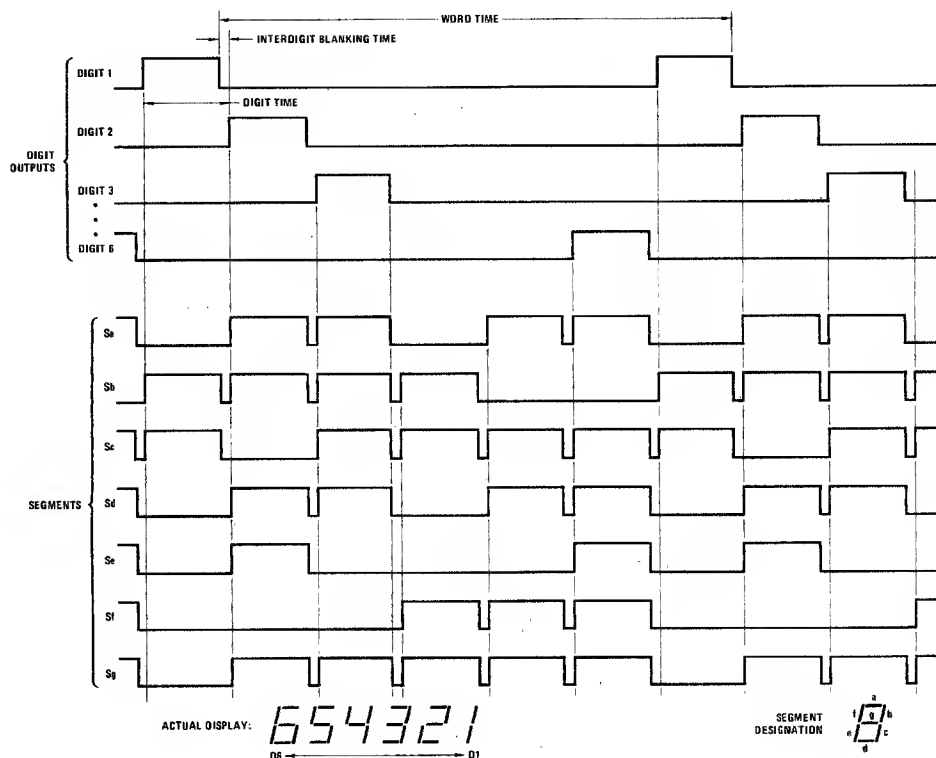 WORD TIME
INTERDIGIT BLANKING TIME
DIGIT 1
DIGIT TIME
DIGIT 2
DIGIT
OUTPUTS
DIGIT 3
DIGIT 6
Sa
Sb
Sc
Sd
SEGMENTS
Se
Sf
Sg
ACTUAL DISPLAY: 654321
D6 D1
SEGMENT
DESIGNATION
a
f g b
e c
d